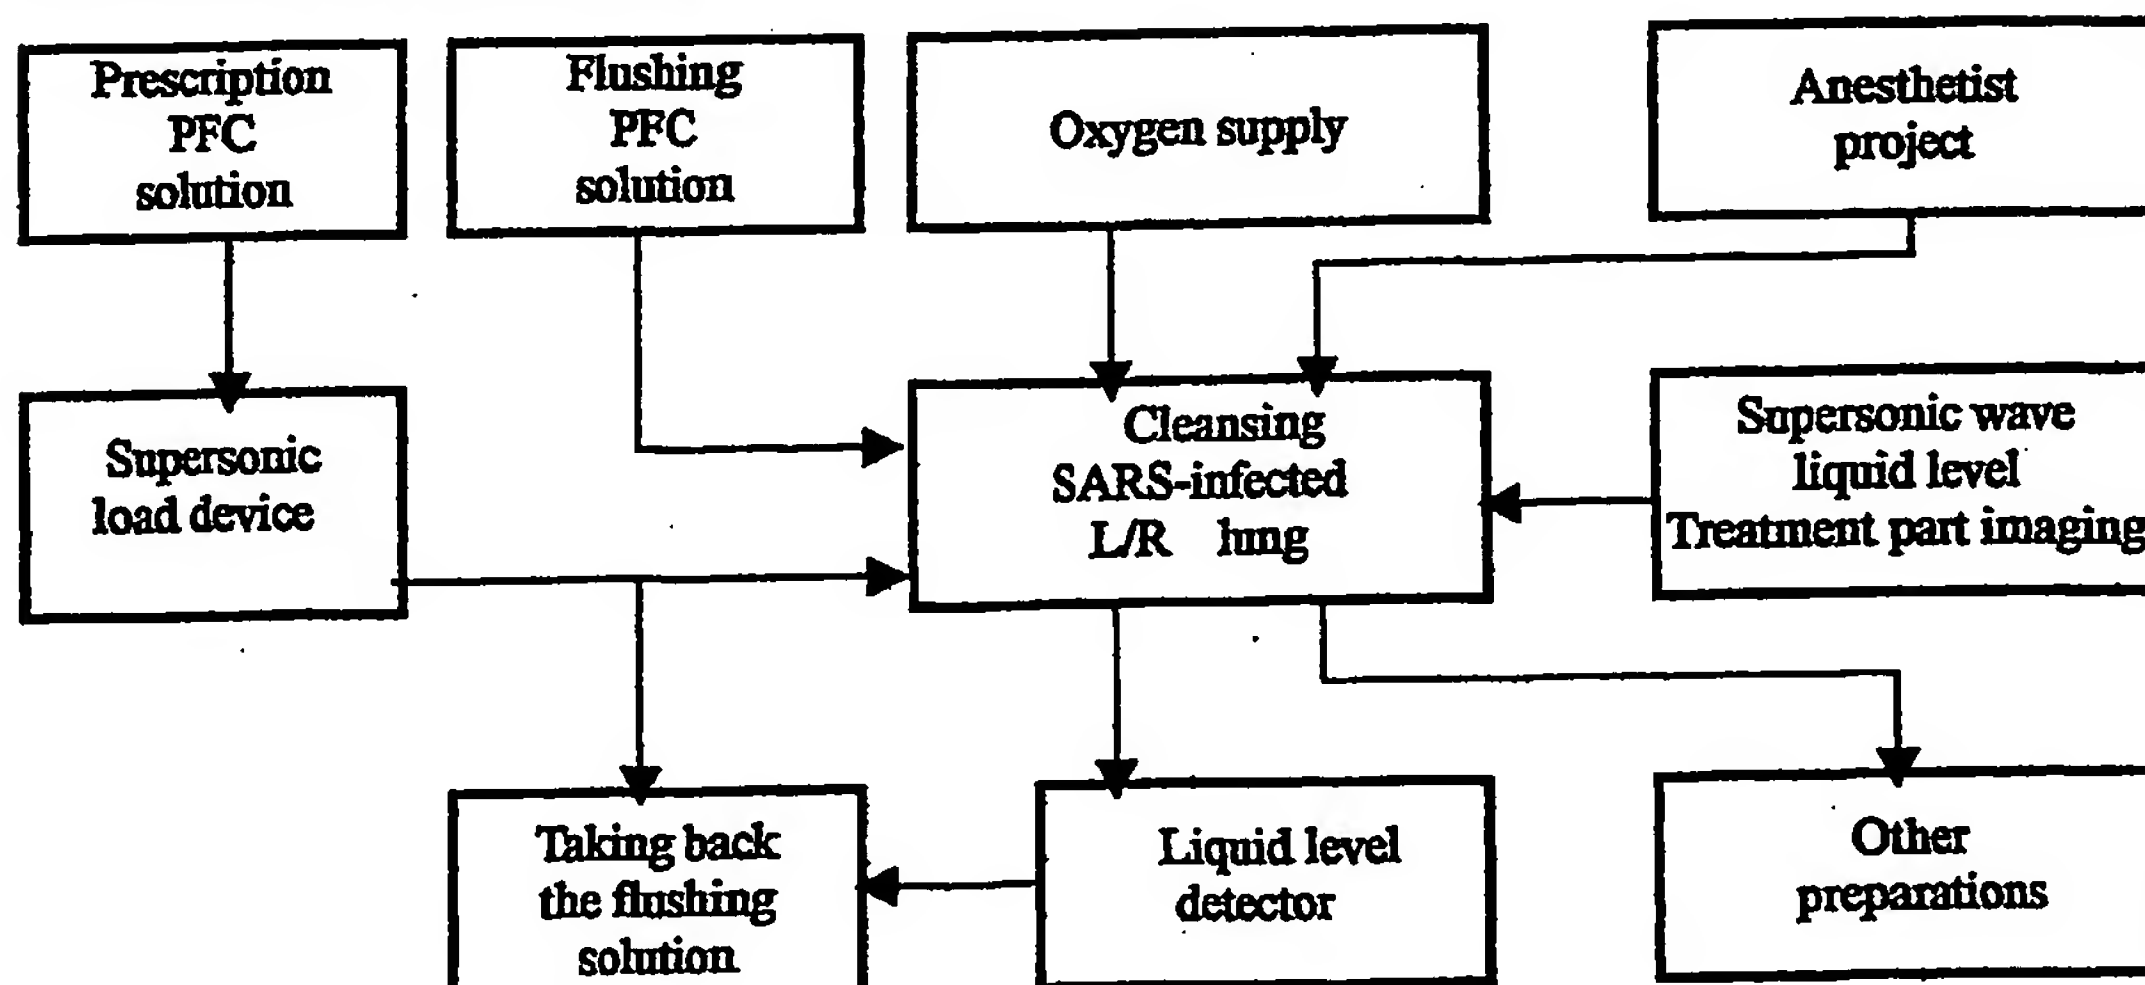 Prescription
PFC
solution
Flushing
PFC
solution
Oxygen supply
Anesthetist
project
Supersonic
load device
Cleansing
SARS-infected
L/R lung
Supersonic wave
liquid level
Treatment part imaging
Taking back
the flushing
solution
Liquid level
detector
Other
preparations